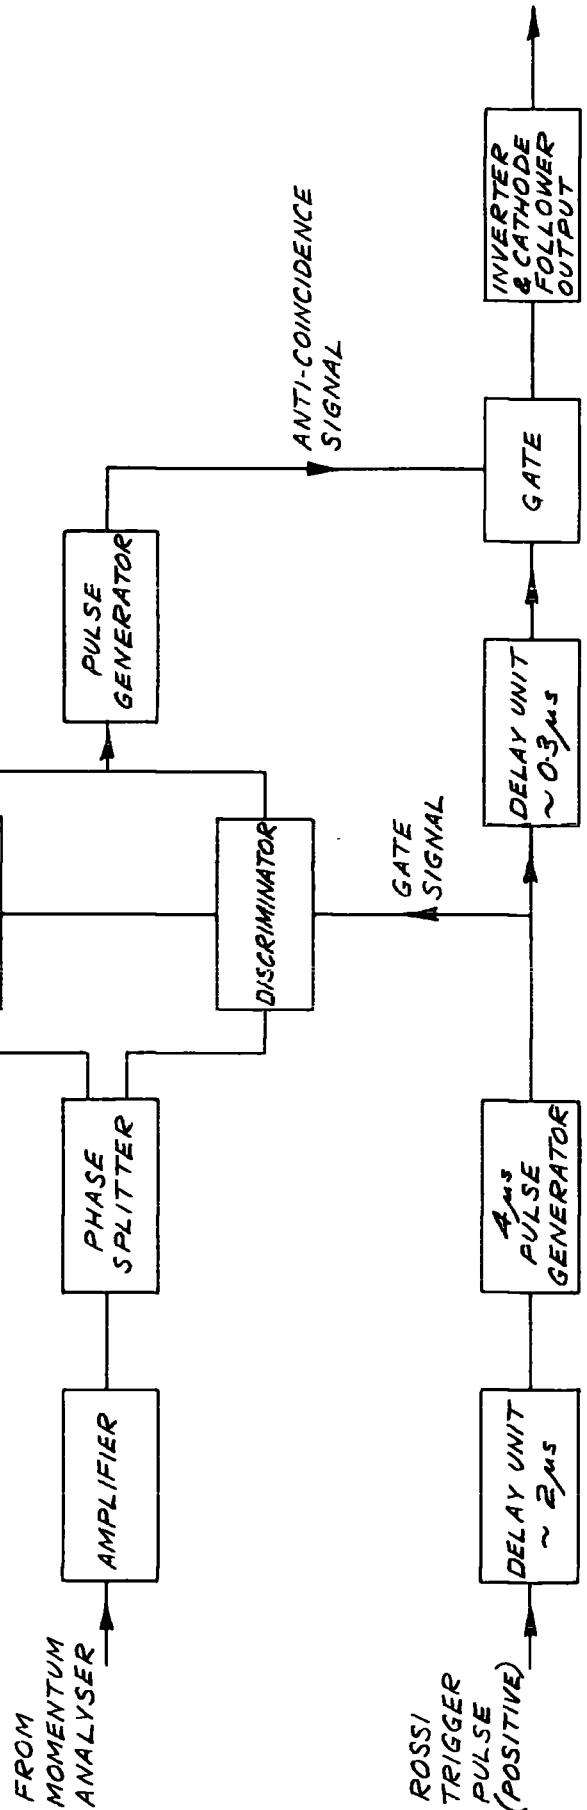 FROM
MOMENTUM
ANALYSER
AMPLIFIER
PHASE
SPLITTER
DISCRIMINATOR
PULSE
GENERATOR
ANTI-COINCIDENCE
SIGNAL
GATE
SIGNAL
ROSSI
TRIGGER
PULSE
(POSITIVE)
DELAY UNIT
~ 2μs
4μs
PULSE
GENERATOR
DELAY UNIT
~ 0.3μs
GATE
INVERTER
& CATHODE
FOLLOWER
OUTPUT